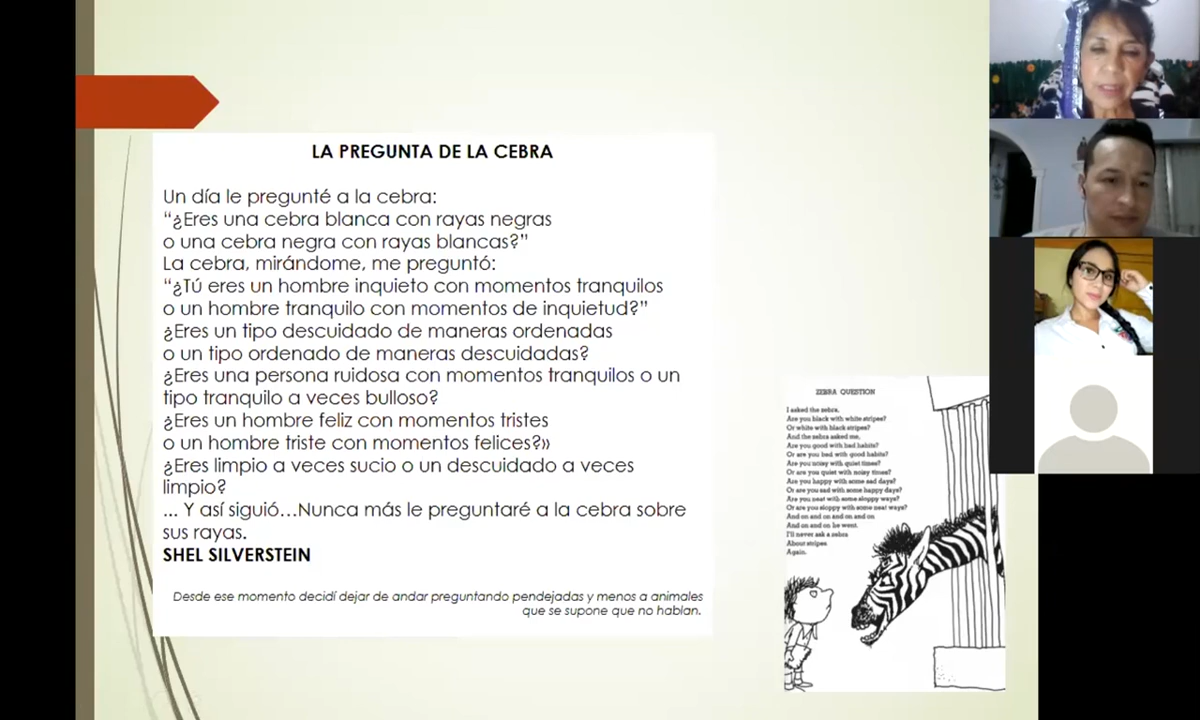 LA PREGUNTA DE LA CEBRA
Un día le pregunté a la cebra:
“¿Eres una cebra blanca con rayas negras
o una cebra negra con rayas blancas?”
La cebra, mirándome, me preguntó:
“¿Tú eres un hombre inquieto con momentos tranquilos
o un hombre tranquilo con momentos de inquietud?”
¿Eres un tipo descuidado de maneras ordenadas
o un tipo ordenado de maneras descuidadas?
¿Eres una persona ruidosa con momentos tranquilos o un
tipo tranquilo a veces bulloso?
¿Eres un hombre feliz con momentos tristes
o un hombre triste con momentos felices?»
¿Eres limpio a veces sucio o un descuidado a veces
limpio?
... Y así siguió...Nunca más le preguntaré a la cebra sobre
sus rayas.
SHEL SILVERSTEIN
Desde ese momento decidí dejar de andar preguntando pendejadas y menos a animales
que se supone que no hablan.
ZEBRA QUESTION
I asked the zebra,
Are you black with white stripes?
Or white with black stripes?
And the zebra asked me,
Are you good with bad habits?
Or are you bad with good habits?
Are you noisy with quiet times?
Or are you quiet with noisy times?
Are you happy with some sad days?
Or are you sad with some happy days?
Are you neat with some sloppy ways?
Or are you sloppy with some neat ways?
And on and on and on and on
And on and on he went.
I'll never ask a zebra
About stripes
Again.